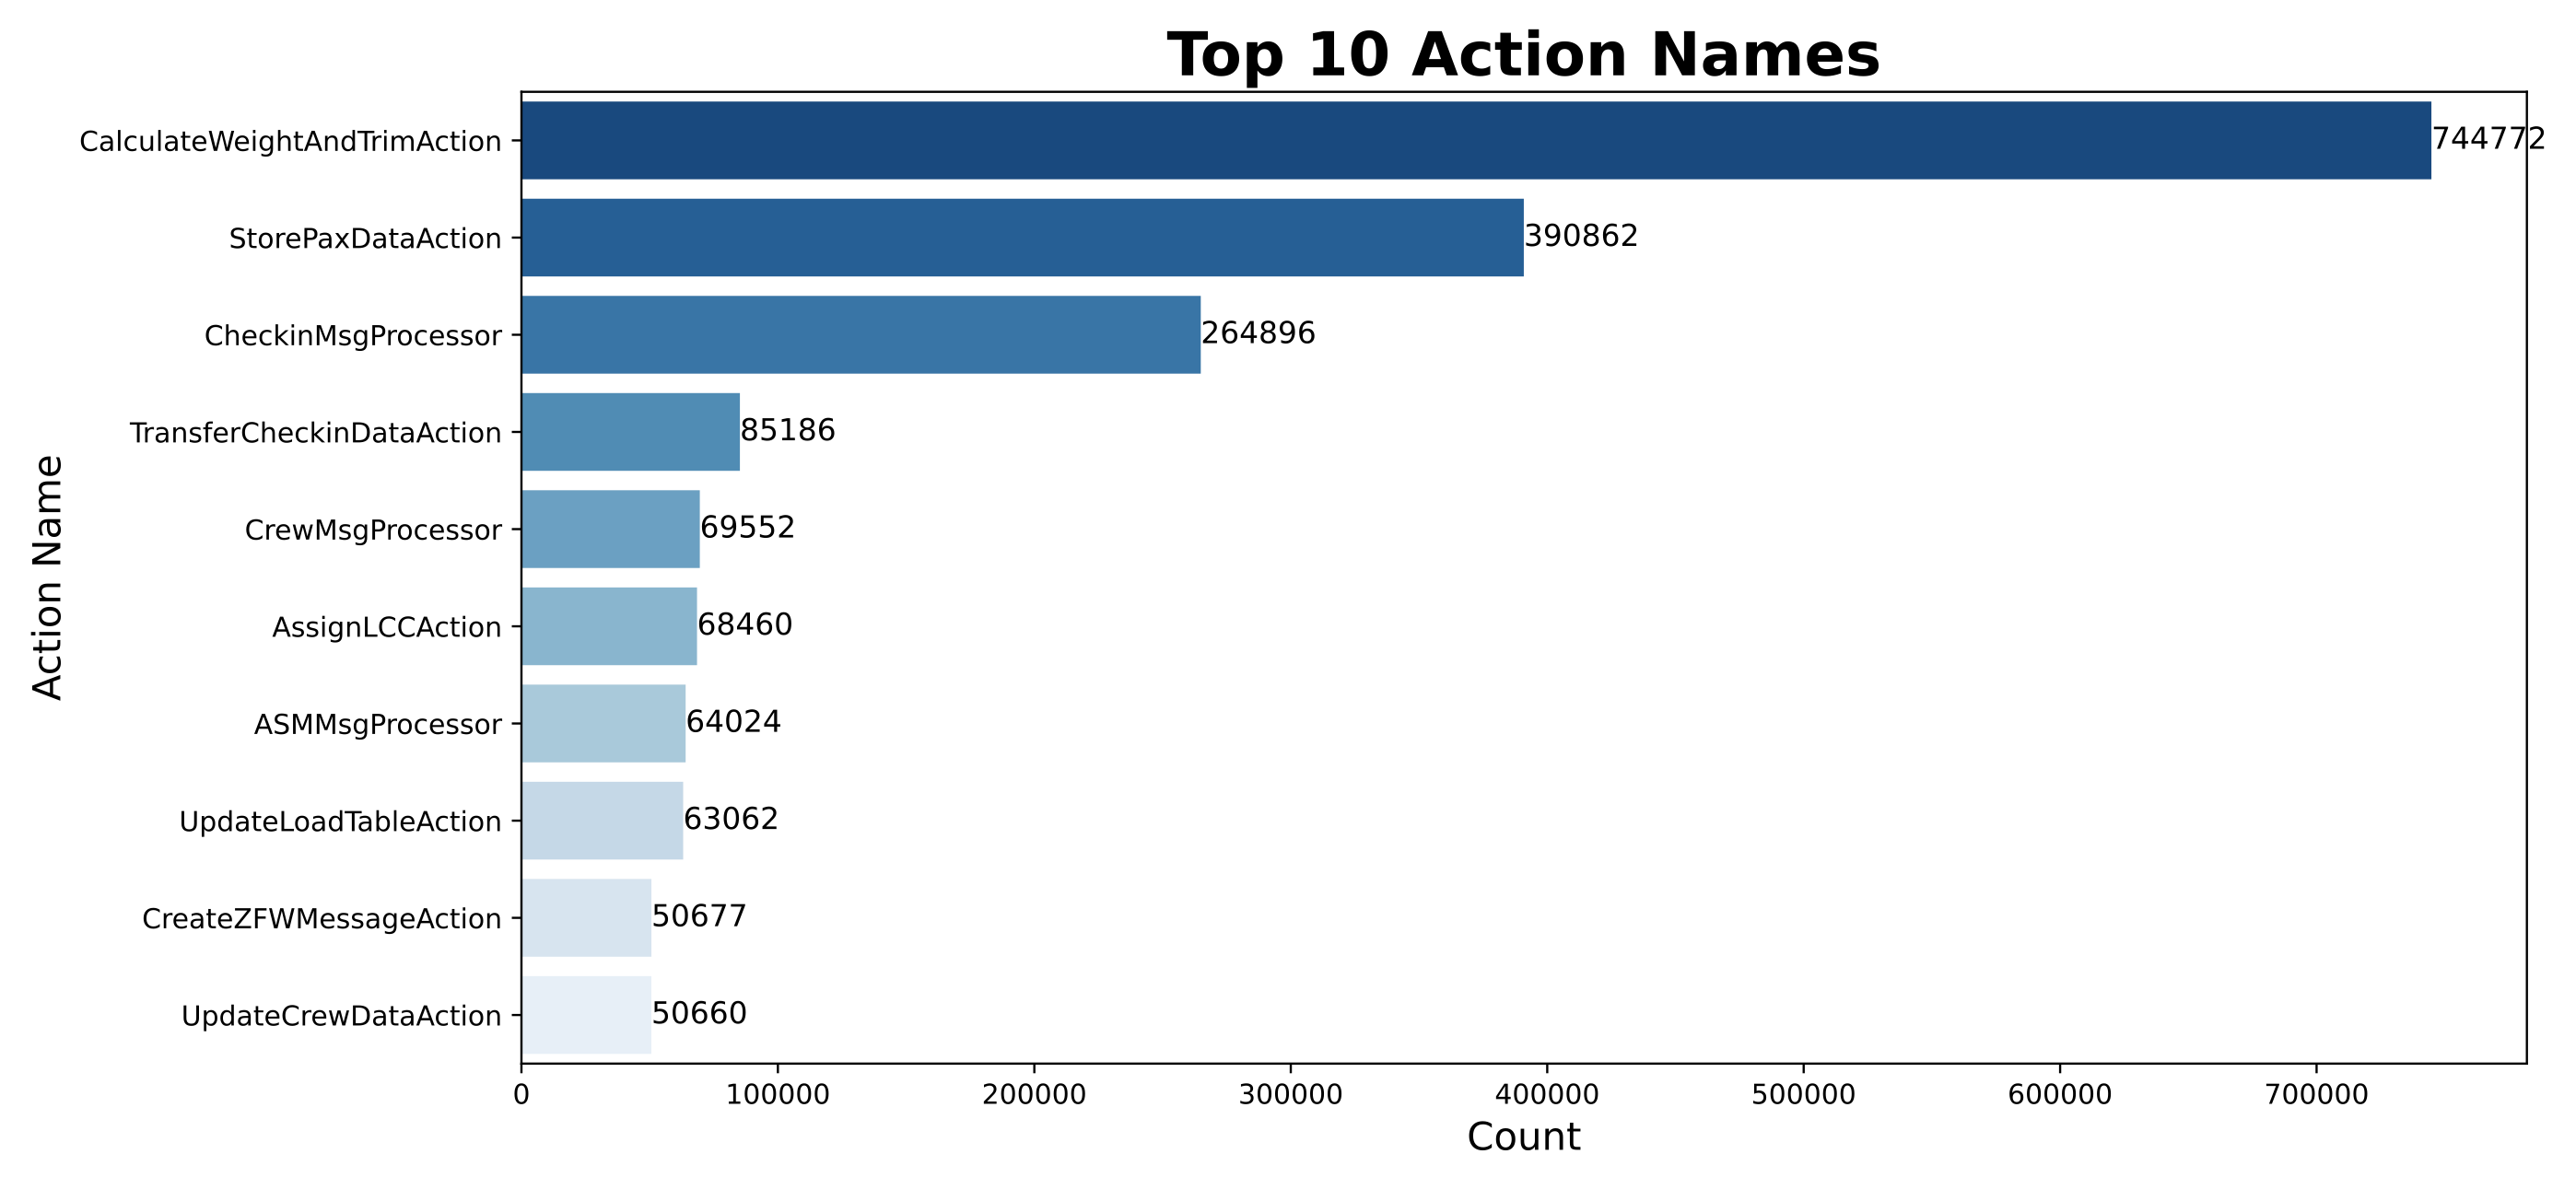 Top 10 Action Names
Action Name
CalculateWeightAndTrimAction 744772
StorePaxDataAction 390862
CheckinMsgProcessor 264896
TransferCheckinDataAction 85186
CrewMsgProcessor 69552
AssignLCCAction 68460
ASMMsgProcessor 64024
UpdateLoadTableAction 63062
CreateZFWMessageAction 50677
UpdateCrewDataAction 50660
0 100000 200000 300000 400000 500000 600000 700000
Count